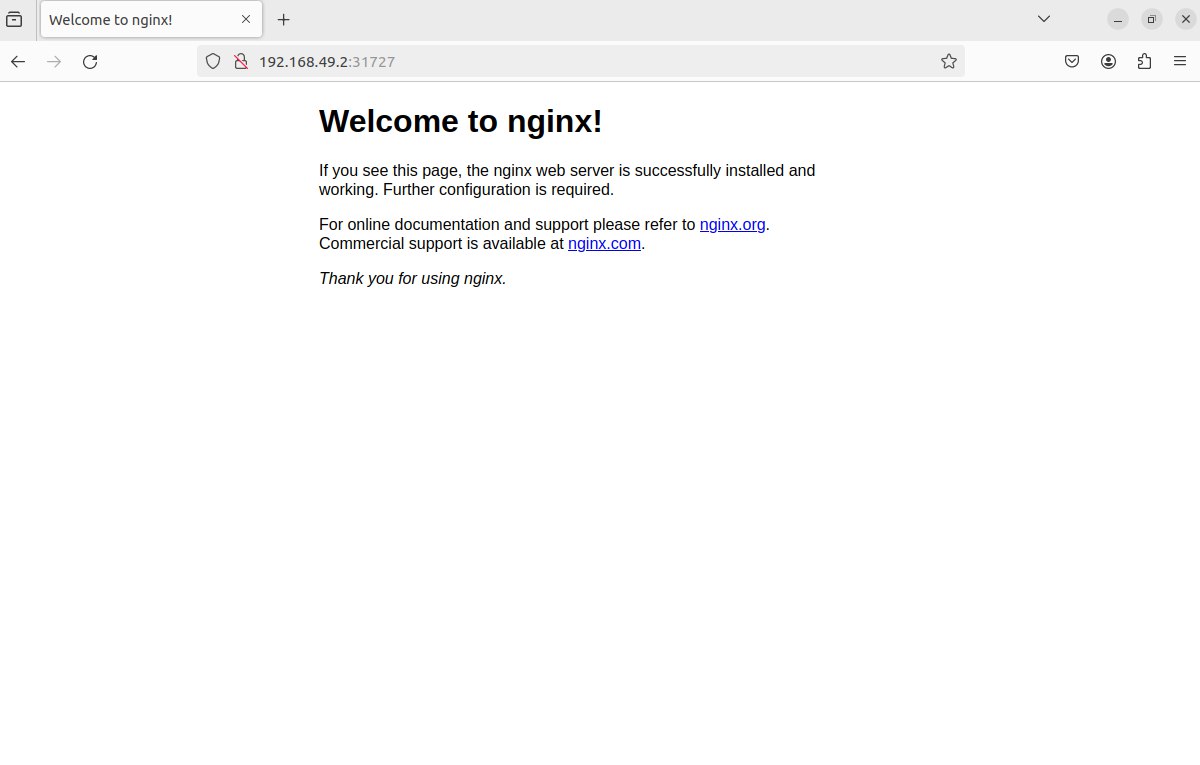 Welcome to nginx!
192.168.49.2:31727
Welcome to nginx!
If you see this page, the nginx web server is successfully installed and
working. Further configuration is required.
For online documentation and support please refer to nginx.org.
Commercial support is available at nginx.com.
Thank you for using nginx.